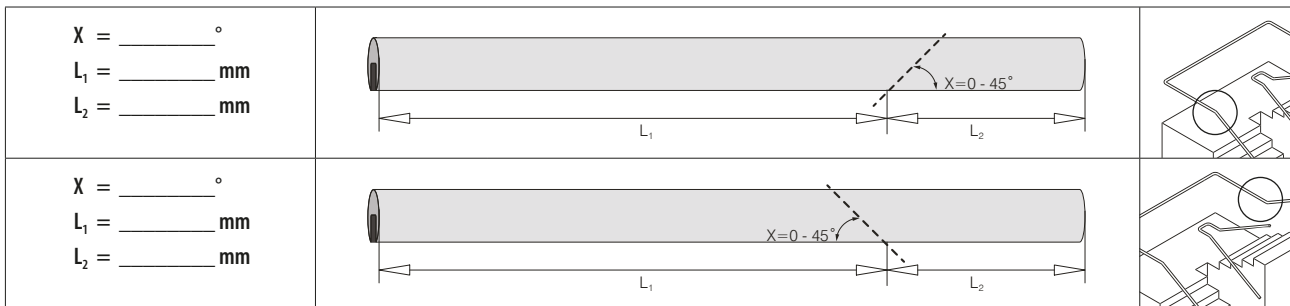 X = ________°
L₁ = ________ mm
L₂ = ________ mm
X=0 - 45°
L₁
L₂
X = ________°
L₁ = ________ mm
L₂ = ________ mm
X=0 - 45°
L₁
L₂